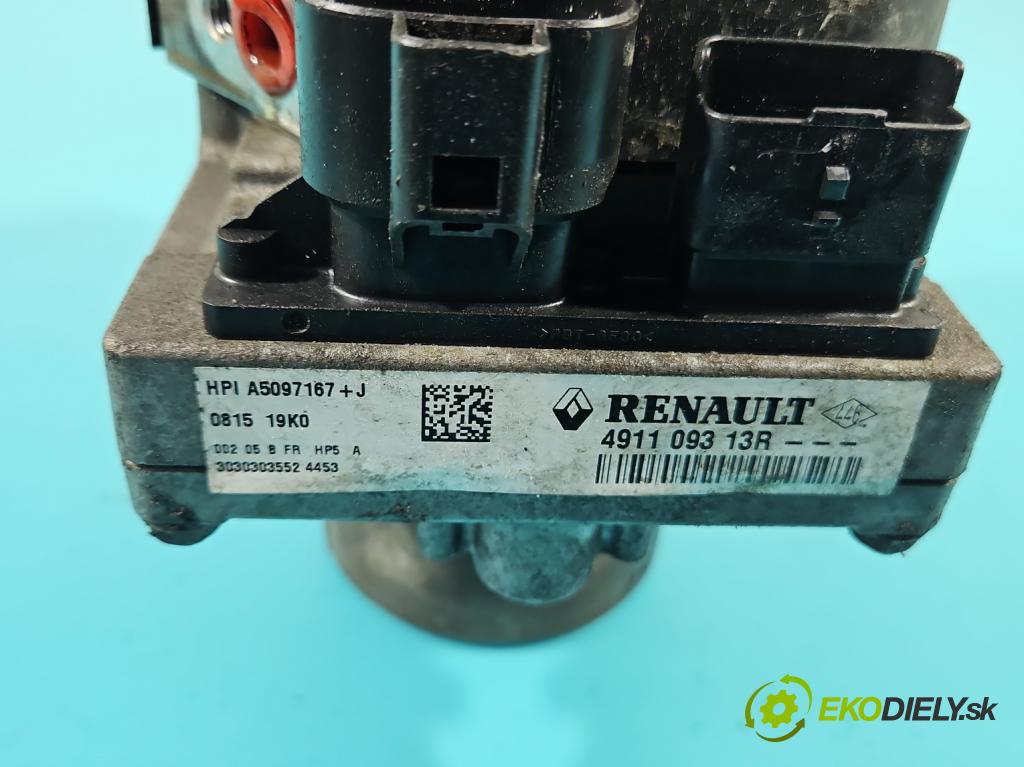 HPI A5097167+J
0815 19K0
002 05 B FR HP5 A
3030303552 4453
RENAULT
4911 093 13R - - -
EKODIELY.sk